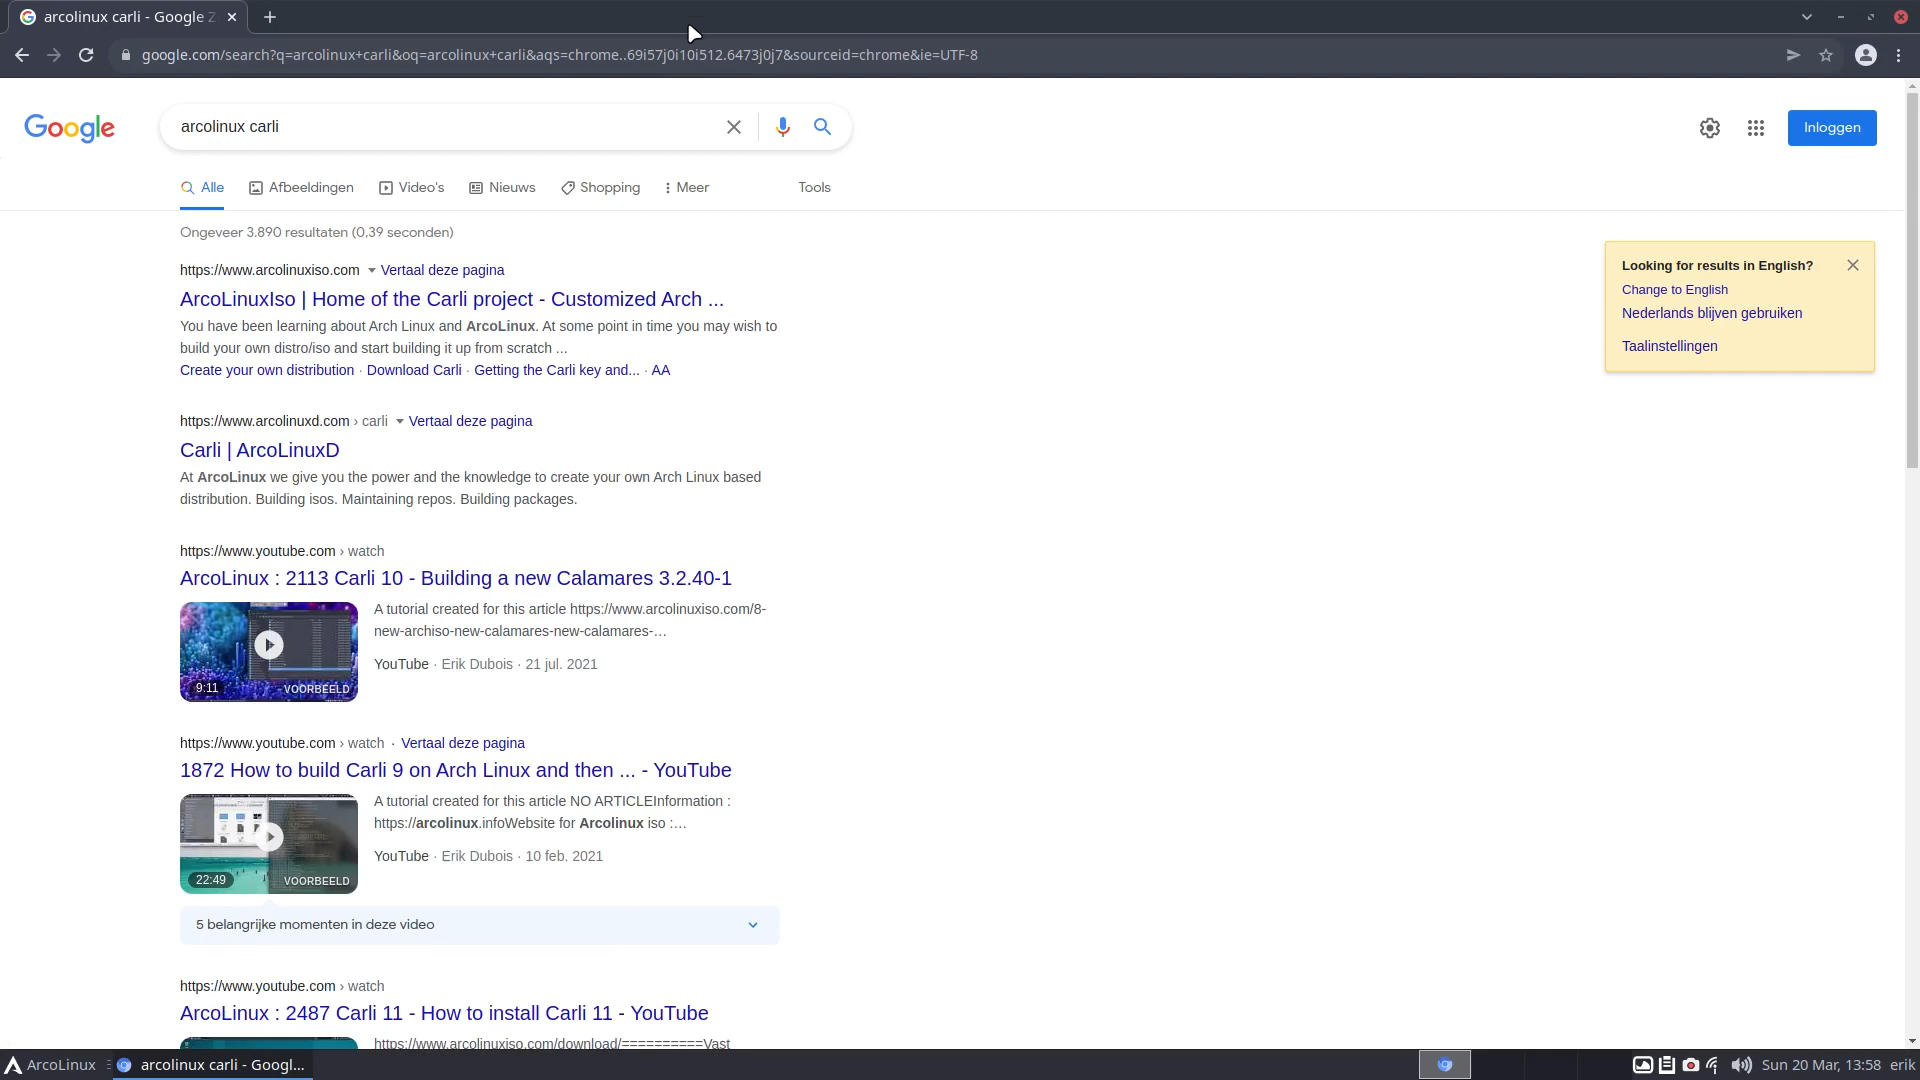 arcolinux carli - Google Z
google.com/search?q=arcolinux+carli&oq=arcolinux+carli&aqs=chrome..69i57j0i10i512.6473j0j7&sourceid=chrome&ie=UTF-8
Google
arcolinux carli
Inloggen
Alle
Afbeeldingen
Video's
Nieuws
Shopping
Meer
Tools
Ongeveer 3.890 resultaten (0,39 seconden)
https://www.arcolinuxiso.com Vertaal deze pagina
ArcoLinuxIso | Home of the Carli project - Customized Arch ...
You have been learning about Arch Linux and ArcoLinux. At some point in time you may wish to
build your own distro/iso and start building it up from scratch ...
Create your own distribution · Download Carli · Getting the Carli key and... · AA
https://www.arcolinuxd.com › carli Vertaal deze pagina
Carli | ArcoLinuxD
At ArcoLinux we give you the power and the knowledge to create your own Arch Linux based
distribution. Building isos. Maintaining repos. Building packages.
https://www.youtube.com › watch
ArcoLinux : 2113 Carli 10 - Building a new Calamares 3.2.40-1
9:11
VOORBEELD
A tutorial created for this article https://www.arcolinuxiso.com/8-
new-archiso-new-calamares-new-calamares-...
YouTube · Erik Dubois · 21 jul. 2021
https://www.youtube.com › watch · Vertaal deze pagina
1872 How to build Carli 9 on Arch Linux and then ... - YouTube
22:49
VOORBEELD
A tutorial created for this article NO ARTICLEInformation :
https://arcolinux.infoWebsite for Arcolinux iso :...
YouTube · Erik Dubois · 10 feb. 2021
5 belangrijke momenten in deze video
https://www.youtube.com › watch
ArcoLinux : 2487 Carli 11 - How to install Carli 11 - YouTube
https://www.arcolinuxiso.com/download/==========Vast
Looking for results in English?
Change to English
Nederlands blijven gebruiken
Taalinstellingen
ArcoLinux
arcolinux carli - Googl...
Sun 20 Mar, 13:58
erik